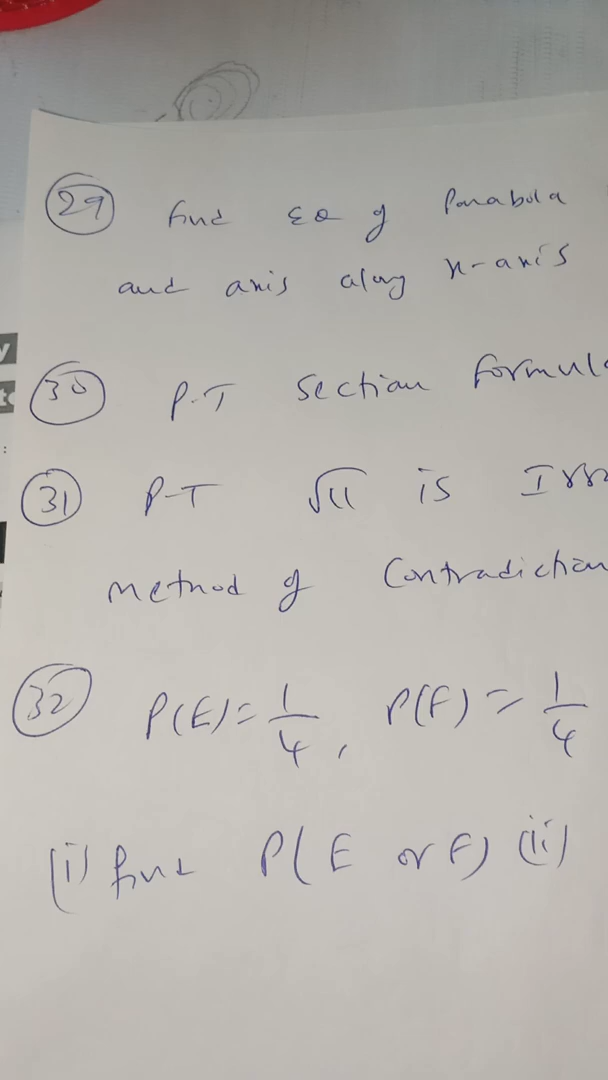 29 Find EQ of Parabola
and axis along x-axis
30 P.T Section formul
31 P-T √11 is Irr
Method of Contradiction
32 P(E)= 1/4, P(F) = 1/4
(i) find P(E or F) (ii)